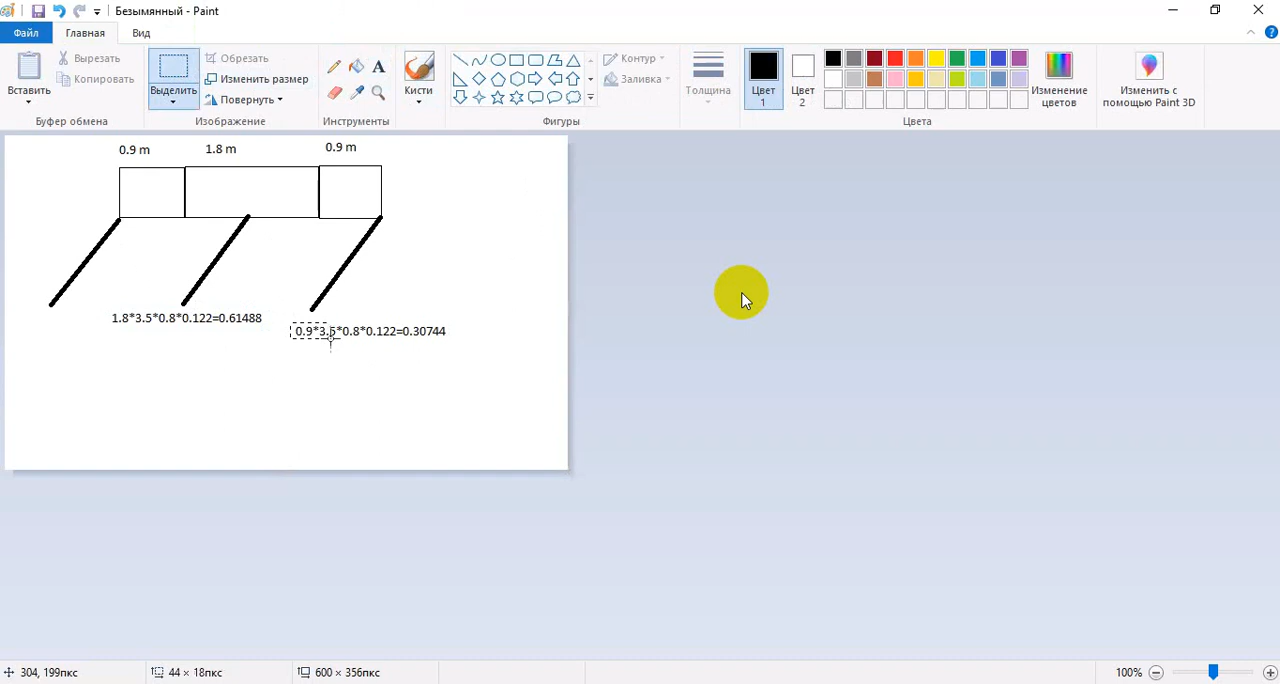 Безымянный - Paint
Файл
Главная
Вид
Вставить
Вырезать
Копировать
Буфер обмена
Выделить
Обрезать
Изменить размер
Повернуть
Изображение
A
Инструменты
Кисти
Контур
Заливка
Фигуры
Толщина
Цвет 1
Цвет 2
Изменение цветов
Изменить с помощью Paint 3D
Цвета
0.9 m
1.8 m
0.9 m
1.8*3.5*0.8*0.122=0.61488
0.9*3.5*0.8*0.122=0.30744
304, 199пкс
44 × 18пкс
600 × 356пкс
100%